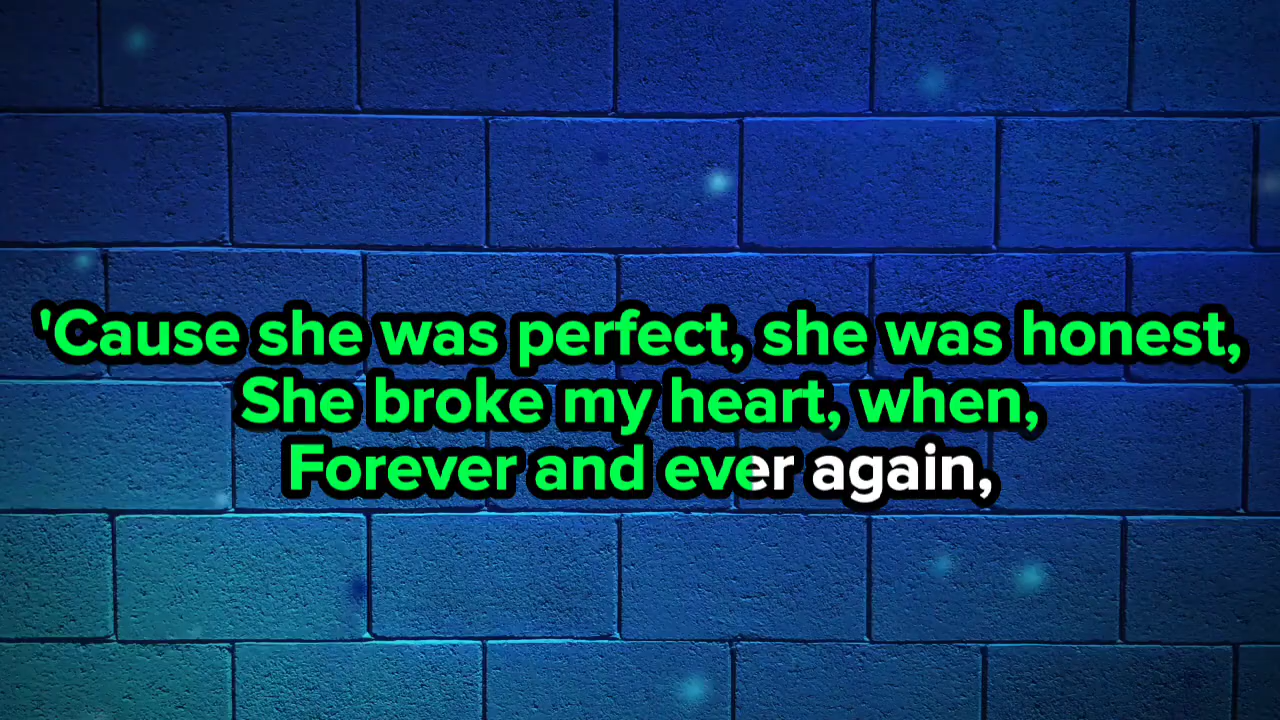 'Cause she was perfect, she was honest,
She broke my heart, when,
Forever and ever again,